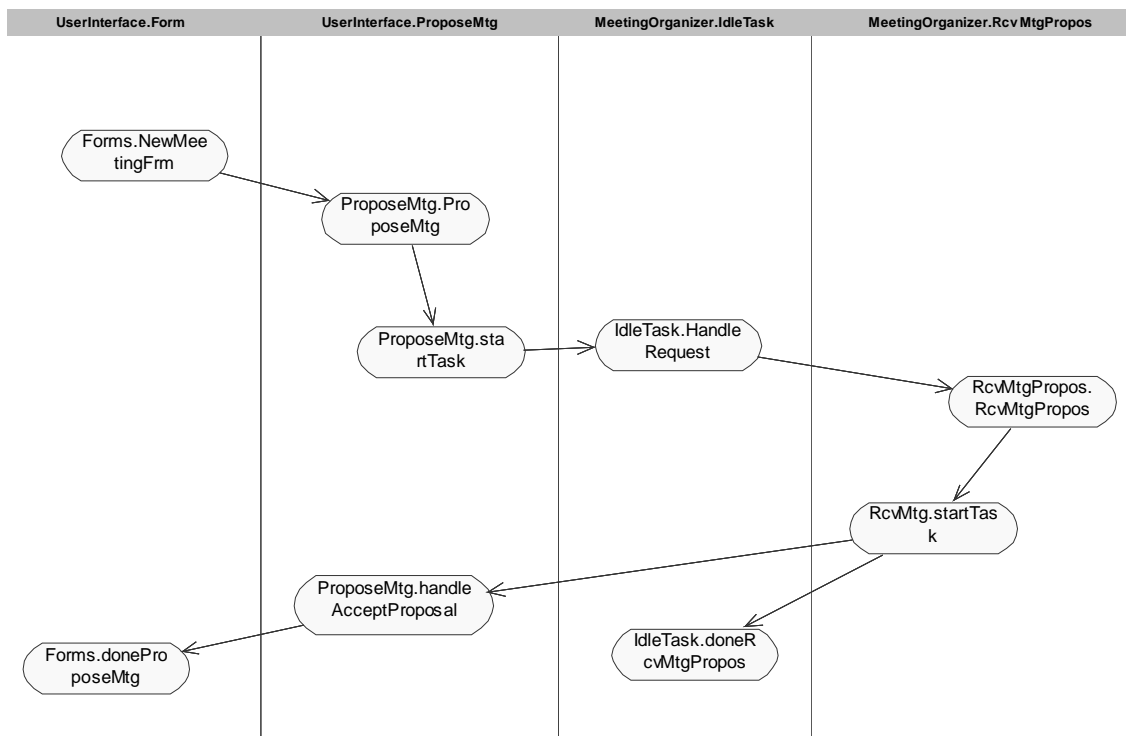 UserInterface.Form
UserInterface.ProposeMtg
MeetingOrganizer.IdleTask
MeetingOrganizer.RcvMtgPropos
Forms.NewMee
tingFrm
ProposeMtg.Pro
poseMtg
ProposeMtg.sta
rtTask
IdleTask.Handle
Request
RcvMtgPropos.
RcvMtgPropos
RcvMtg.startTas
k
ProposeMtg.handle
AcceptProposal
IdleTask.doneR
cvMtgPropos
Forms.donePro
poseMtg